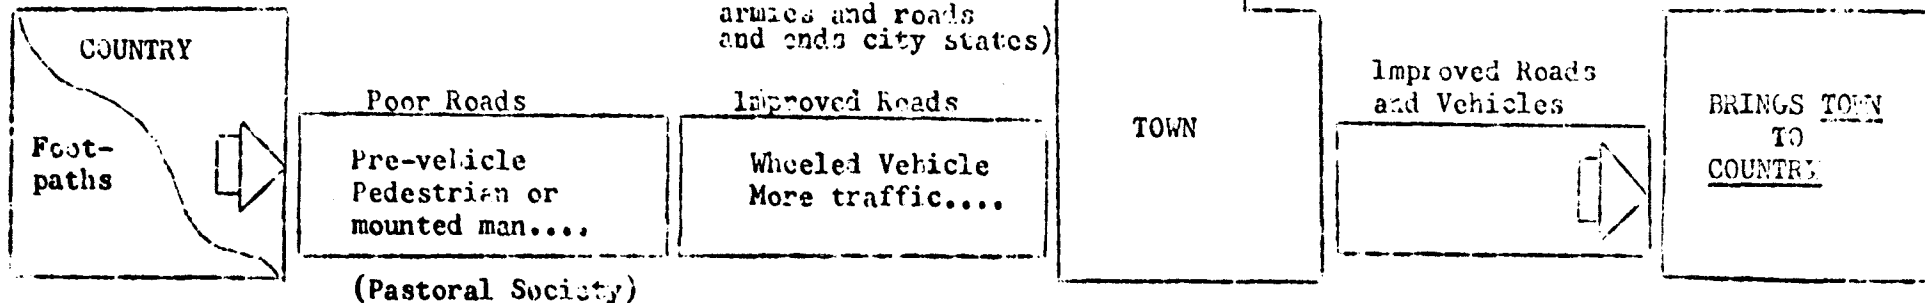 COUNTRY
Foot-
paths
Poor Roads
Pre-vehicle
Pedestrian or
mounted man....
(Pastoral Society)
armies and roads
and ends city states)
Improved Roads
Wheeled Vehicle
More traffic....
TOWN
Improved Roads
and Vehicles
BRINGS TOWN
TO
COUNTRY